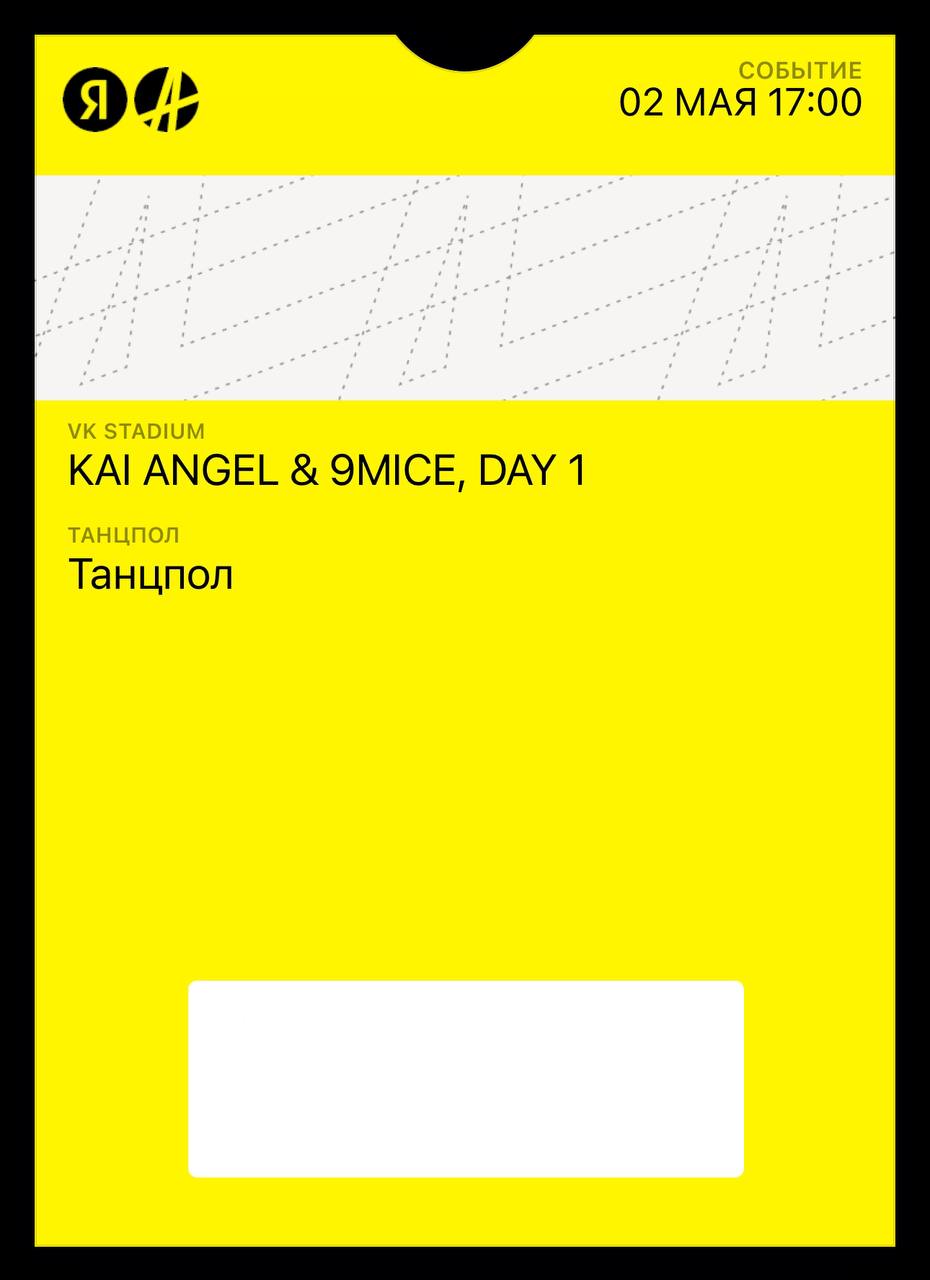 Я
СОБЫТИЕ
02 МАЯ 17:00
VK STADIUM
KAI ANGEL & 9MICE, DAY 1
ТАНЦПОЛ
Танцпол